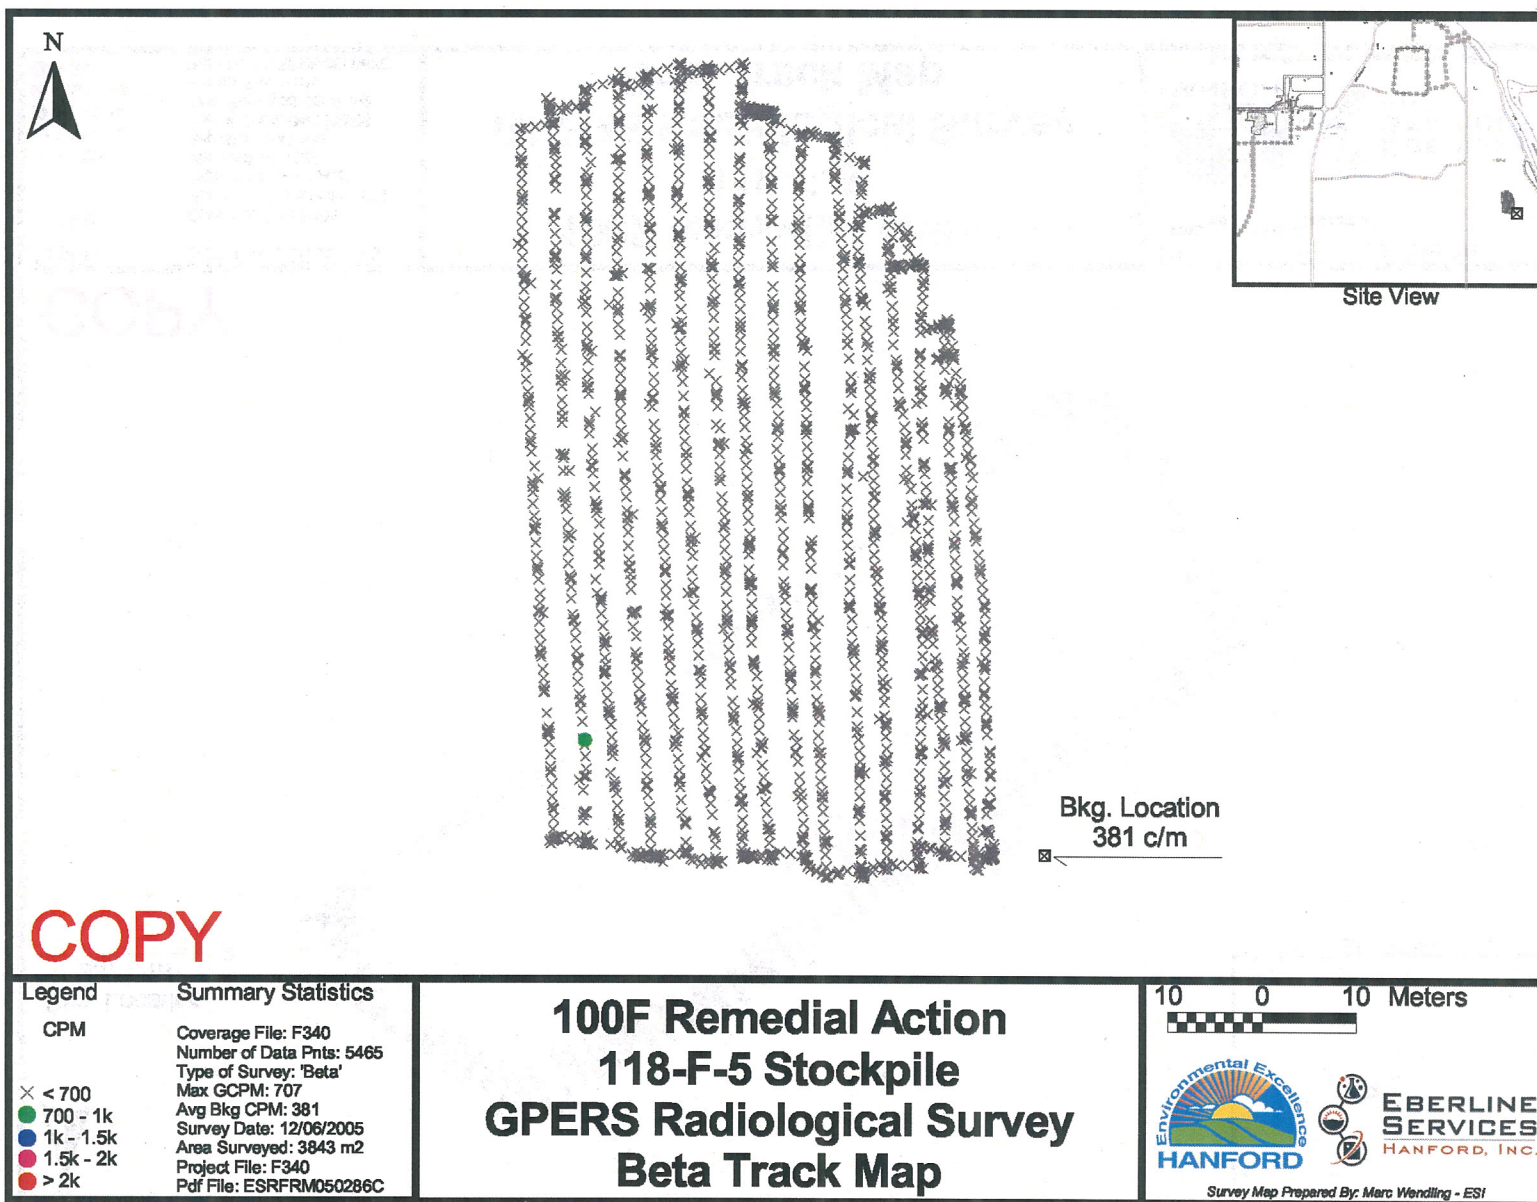 N
Site View
Bkg. Location
381 c/m
COPY
Legend
CPM
< 700
700 - 1k
1k - 1.5k
1.5k - 2k
> 2k
Summary Statistics
Coverage File: F340
Number of Data Pnts: 5465
Type of Survey: 'Beta'
Max GCPM: 707
Avg Bkg CPM: 381
Survey Date: 12/06/2005
Area Surveyed: 3843 m2
Project File: F340
Pdf File: ESRFRM050286C
100F Remedial Action
118-F-5 Stockpile
GPERS Radiological Survey
Beta Track Map
10 0 10 Meters
Environmental Excellence
HANFORD
EBERLINE
SERVICES
HANFORD, INC.
Survey Map Prepared By: Marc Wendling - ESI